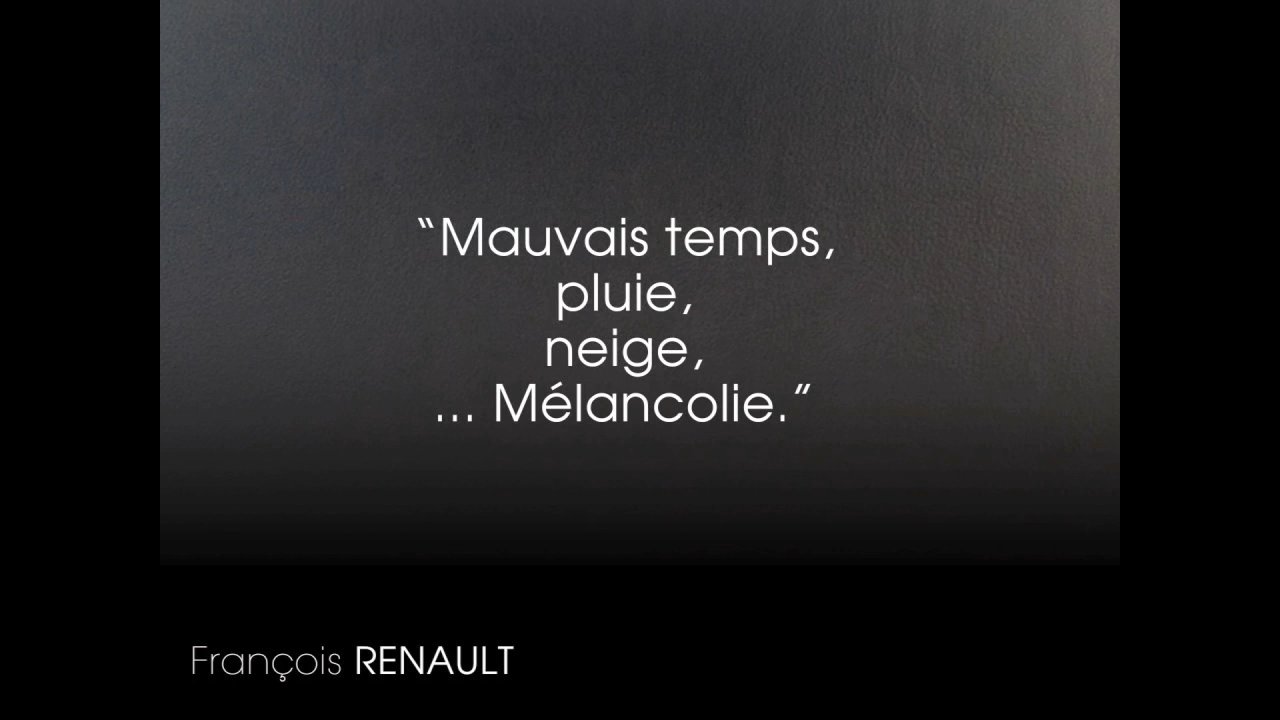 “Mauvais temps,
pluie,
neige,
... Mélancolie.”
François RENAULT